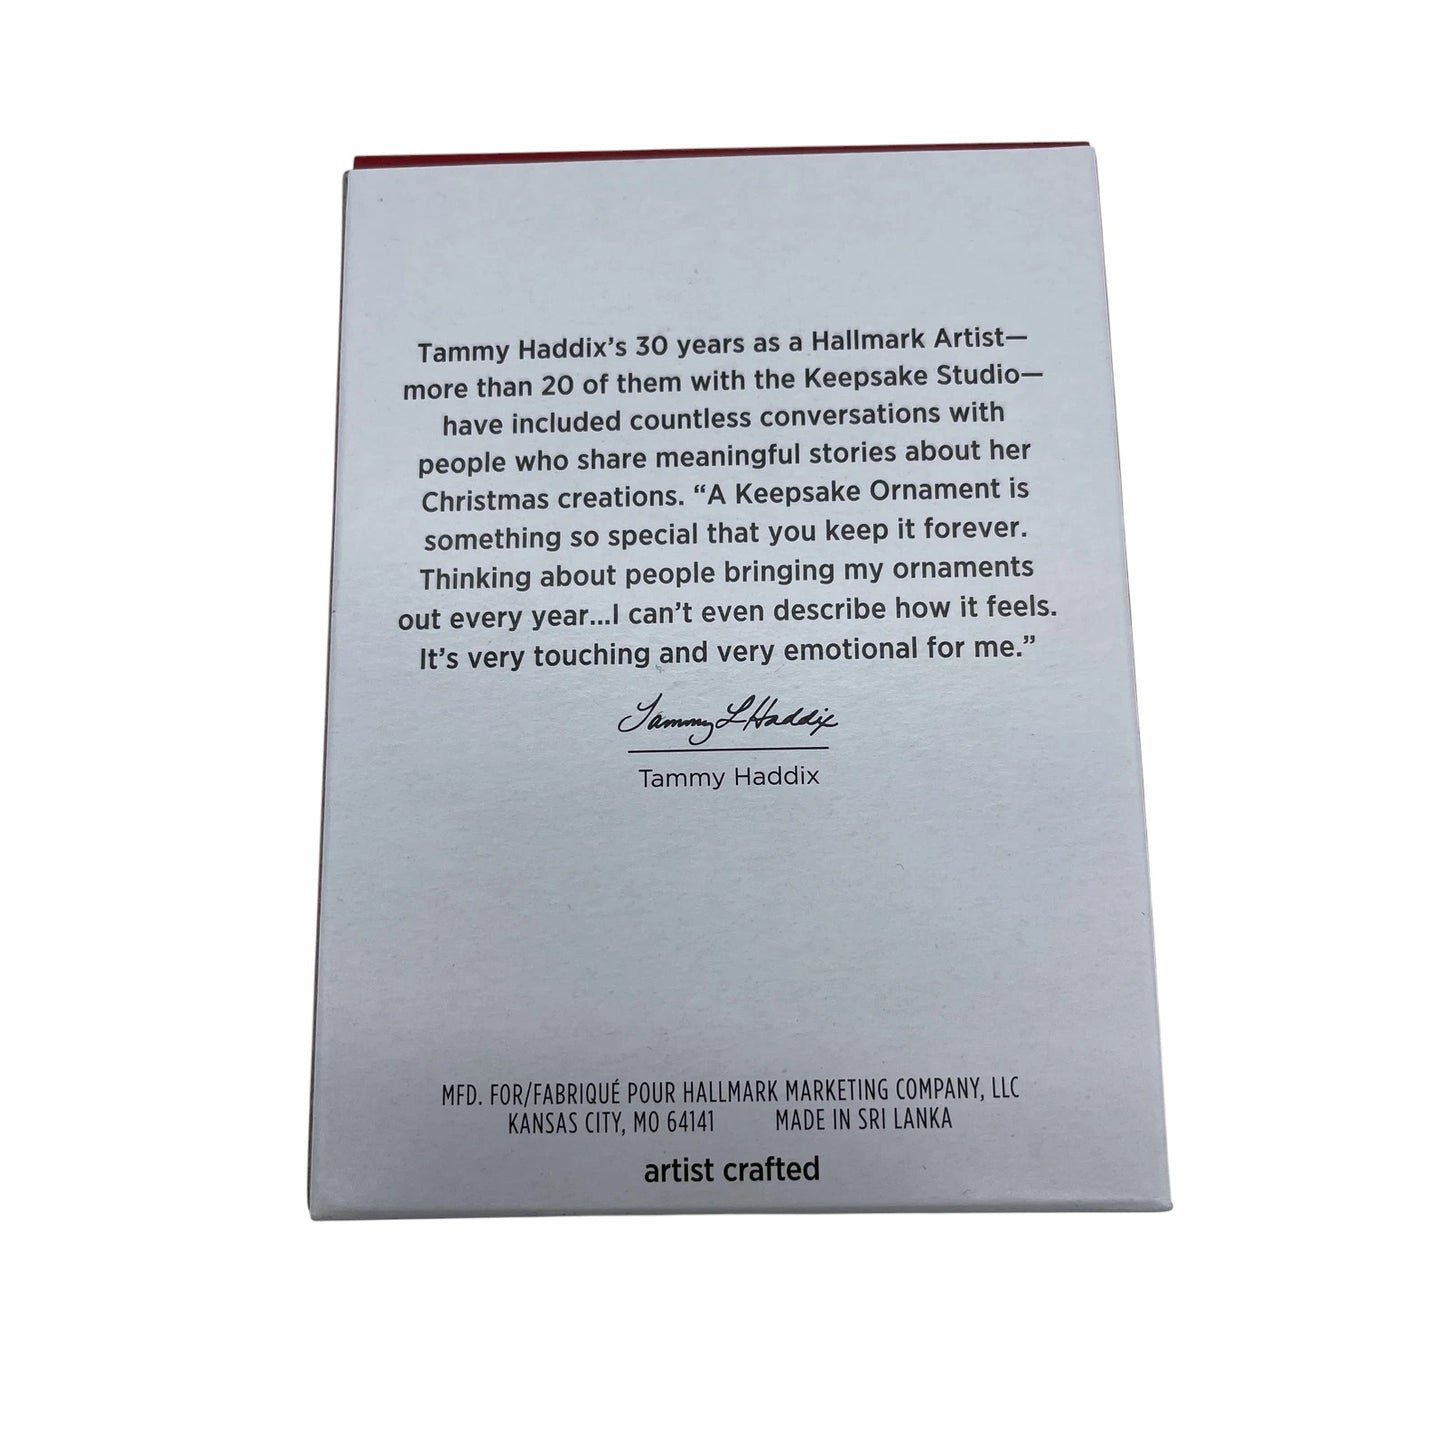 Tammy Haddix’s 30 years as a Hallmark Artist—
more than 20 of them with the Keepsake Studio—
have included countless conversations with
people who share meaningful stories about her
Christmas creations. “A Keepsake Ornament is
something so special that you keep it forever.
Thinking about people bringing my ornaments
out every year...I can’t even describe how it feels.
It’s very touching and very emotional for me.”
Tammy L Haddix
Tammy Haddix
MFD. FOR/FABRIQUÉ POUR HALLMARK MARKETING COMPANY, LLC
KANSAS CITY, MO 64141 MADE IN SRI LANKA
artist crafted